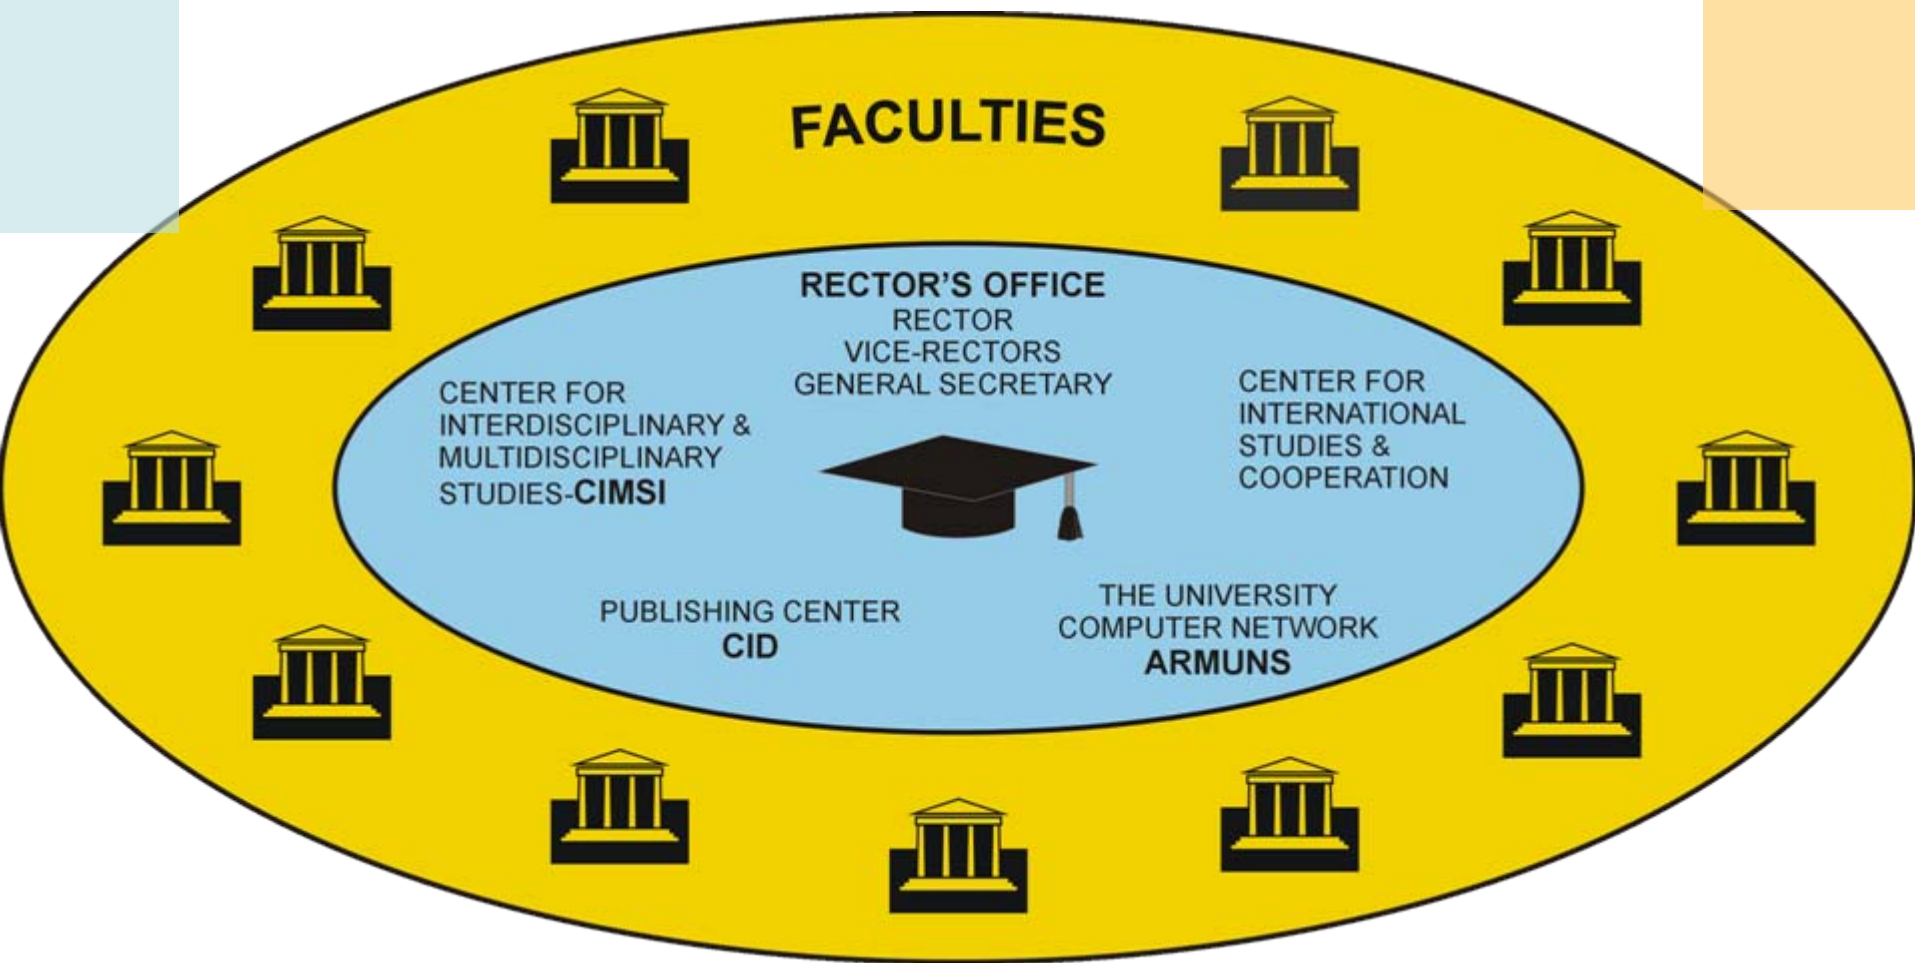 FACULTIES
RECTOR'S OFFICE
RECTOR
VICE-RECTORS
GENERAL SECRETARY
CENTER FOR
INTERDISCIPLINARY &
MULTIDISCIPLINARY
STUDIES-CIMSI
CENTER FOR
INTERNATIONAL
STUDIES &
COOPERATION
PUBLISHING CENTER
CID
THE UNIVERSITY
COMPUTER NETWORK
ARMUNS